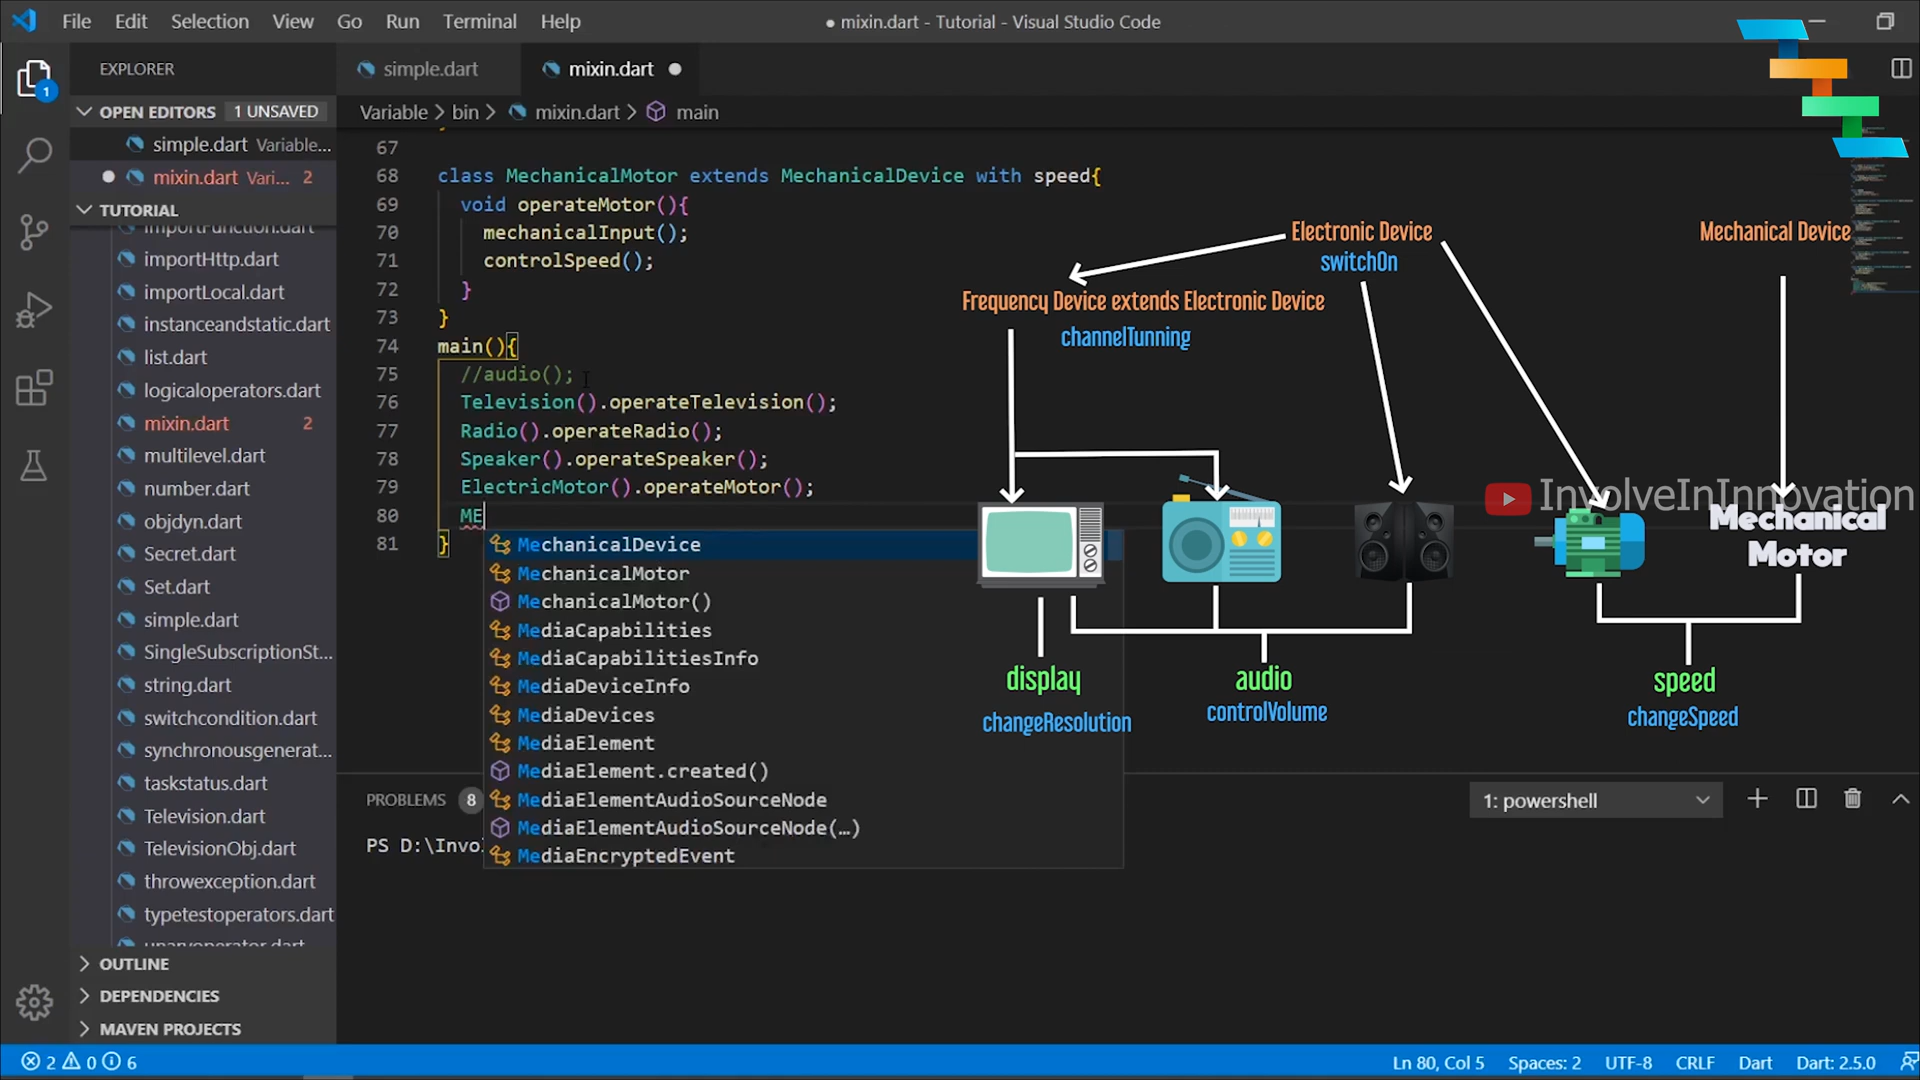 File Edit Selection View Go Run Terminal Help
● mixin.dart - Tutorial - Visual Studio Code
EXPLORER
simple.dart
mixin.dart ●
OPEN EDITORS 1 UNSAVED
simple.dart Variable...
mixin.dart Vari... 2
TUTORIAL
importFunction.dart
importHttp.dart
importLocal.dart
instanceandstatic.dart
list.dart
logicaloperators.dart
mixin.dart 2
multilevel.dart
number.dart
objdyn.dart
Secret.dart
Set.dart
simple.dart
SingleSubscriptionSt...
string.dart
switchcondition.dart
synchronousgenerat...
taskstatus.dart
Television.dart
TelevisionObj.dart
throwexception.dart
typetestoperators.dart
unaryoperator.dart
OUTLINE
DEPENDENCIES
MAVEN PROJECTS
1
Variable > bin > mixin.dart > main
67
68 class MechanicalMotor extends MechanicalDevice with speed{
69 void operateMotor(){
70 mechanicalInput();
71 controlSpeed();
72 }
73 }
74 main(){
75 //audio();
76 Television().operateTelevision();
77 Radio().operateRadio();
78 Speaker().operateSpeaker();
79 ElectricMotor().operateMotor();
80 ME
81 }
MechanicalDevice
MechanicalMotor
MechanicalMotor()
MediaCapabilities
MediaCapabilitiesInfo
MediaDeviceInfo
MediaDevices
MediaElement
MediaElement.created()
MediaElementAudioSourceNode
MediaElementAudioSourceNode(…)
MediaEncryptedEvent
Electronic Device
switchOn
Mechanical Device
Frequency Device extends Electronic Device
channelTunning
InvolveInInnovation
Mechanical
Motor
display
changeResolution
audio
controlVolume
speed
changeSpeed
PROBLEMS 8
1: powershell
PS D:\Invol
2 0 6
Ln 80, Col 5 Spaces: 2 UTF-8 CRLF Dart Dart: 2.5.0